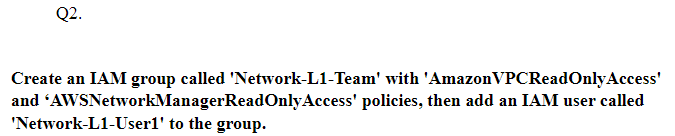 Q2.
Create an IAM group called 'Network-L1-Team' with 'AmazonVPCReadOnlyAccess'
and ‘AWSNetworkManagerReadOnlyAccess' policies, then add an IAM user called
'Network-L1-User1' to the group.